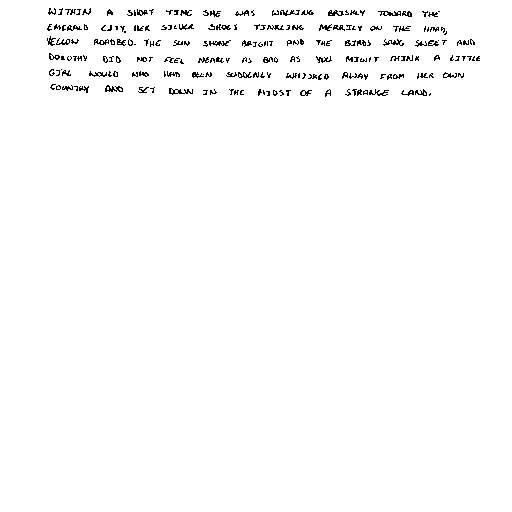 WITHIN A SHORT TIME SHE WAS WALKING BRISKLY TOWARD THE
EMERALD CITY, HER SILVER SHOES TINKLING MERRILY ON THE HARD,
YELLOW ROADBED. THE SUN SHONE BRIGHT AND THE BIRDS SANG SWEET AND
DOROTHY DID NOT FEEL NEARLY AS BAD AS YOU MIGHT THINK A LITTLE
GIRL WOULD WHO HAD BEEN SUDDENLY WHISKED AWAY FROM HER OWN
COUNTRY AND SET DOWN IN THE MIDST OF A STRANGE LAND.